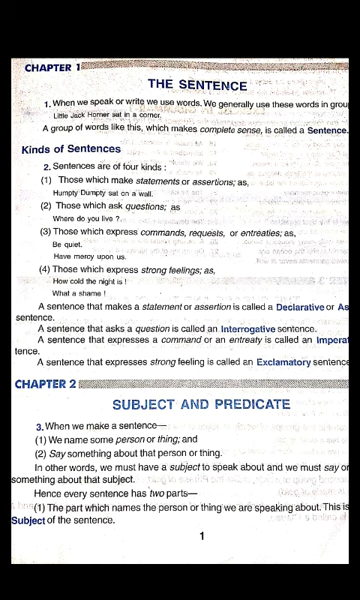 CHAPTER 1
THE SENTENCE
1. When we speak or write we use words. We generally use these words in grou
Little Jack Horner sat in a corner.
A group of words like this, which makes complete sense, is called a Sentence.
Kinds of Sentences
2. Sentences are of four kinds :
(1) Those which make statements or assertions; as,
Humpty Dumpty sat on a wall.
(2) Those which ask questions; as
Where do you live ?
(3) Those which express commands, requests, or entreaties; as,
Be quiet.
Have mercy upon us.
(4) Those which express strong feelings; as,
How cold the night is !
What a shame !
A sentence that makes a statement or assertion is called a Declarative or As
sentence.
A sentence that asks a question is called an Interrogative sentence.
A sentence that expresses a command or an entreaty is called an Imperat
tence.
A sentence that expresses strong feeling is called an Exclamatory sentence
CHAPTER 2
SUBJECT AND PREDICATE
3. When we make a sentence—
(1) We name some person or thing; and
(2) Say something about that person or thing.
In other words, we must have a subject to speak about and we must say or
something about that subject.
Hence every sentence has two parts—
(1) The part which names the person or thing we are speaking about. This is
Subject of the sentence.
1